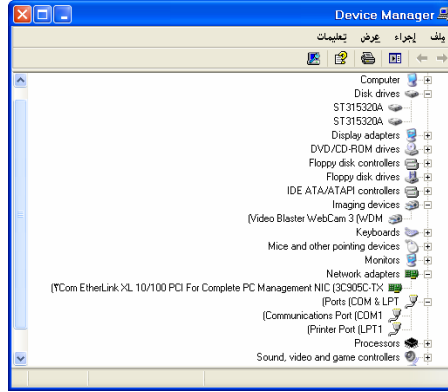 Device Manager
ملف إجراء عرض تعليمات
Computer
Disk drives
ST315320A
ST315320A
Display adapters
DVD/CD-ROM drives
Floppy disk controllers
Floppy disk drives
IDE ATA/ATAPI controllers
Imaging devices
(Video Blaster WebCam 3 (WDM
Keyboards
Mice and other pointing devices
Monitors
Network adapters
(٣Com EtherLink XL 10/100 PCI For Complete PC Management NIC (3C905C-TX
(Ports (COM & LPT
(Communications Port (COM1
(Printer Port (LPT1
Processors
Sound, video and game controllers